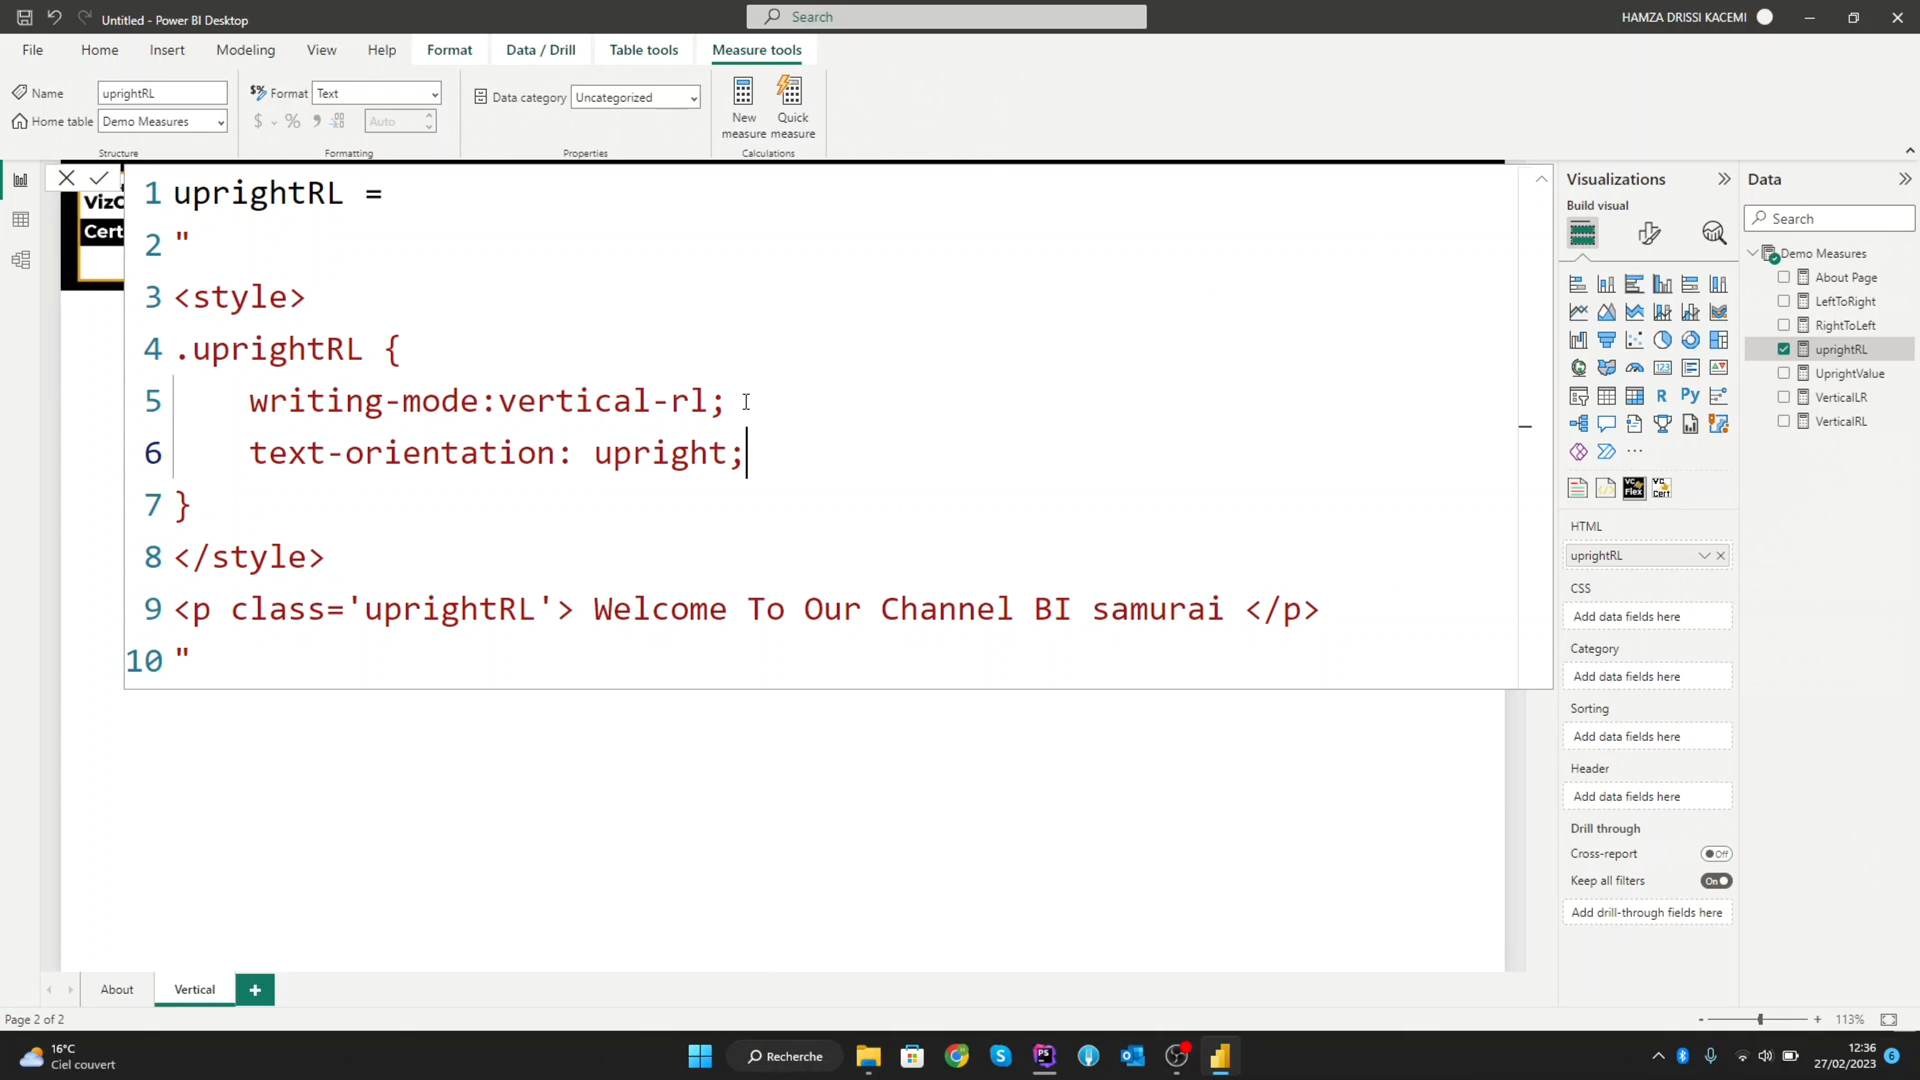 Untitled - Power BI Desktop
Search
HAMZA DRISSI KACEMI
File
Home
Insert
Modeling
View
Help
Format
Data / Drill
Table tools
Measure tools
Name
uprightRL
Home table
Demo Measures
Structure
Format
Text
$
%
Auto
Formatting
Data category
Uncategorized
Properties
New measure
Quick measure
Calculations
Cert
1 uprightRL =
2 "
3 <style>
4 .uprightRL {
5 writing-mode:vertical-rl;
6 text-orientation: upright;
7 }
8 </style>
9 <p class='uprightRL'> Welcome To Our Channel BI samurai </p>
10 "
Visualizations
Build visual
R
Py
HTML
uprightRL
CSS
Add data fields here
Category
Add data fields here
Sorting
Add data fields here
Header
Add data fields here
Drill through
Cross-report
Off
Keep all filters
On
Add drill-through fields here
Data
Search
Demo Measures
About Page
LeftToRight
RightToLeft
uprightRL
UprightValue
VerticalLR
VerticalRL
About
Vertical
Page 2 of 2
113%
16°C
Ciel couvert
Recherche
12:36
27/02/2023
6